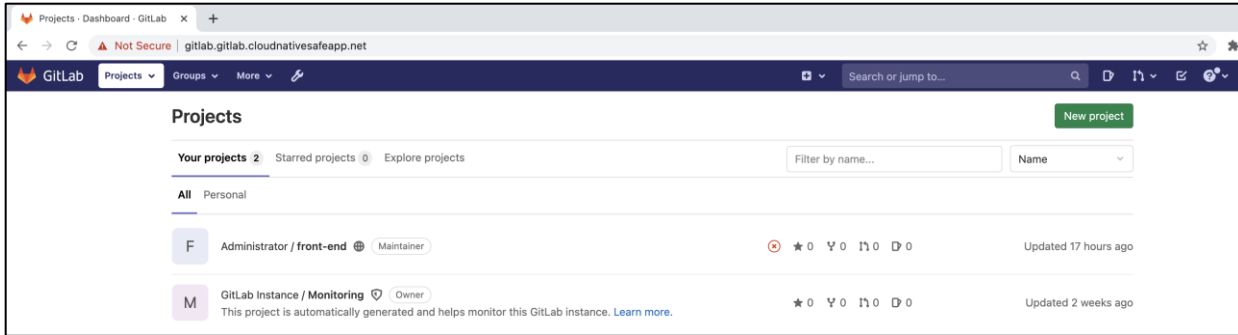 Projects · Dashboard · GitLab
Not Secure gitlab.gitlab.cloudnativesafeapp.net
GitLab Projects Groups More Search or jump to...
Projects New project
Your projects 2 Starred projects 0 Explore projects Filter by name... Name
All Personal
F Administrator / front-end Maintainer 0 0 0 0 Updated 17 hours ago
M GitLab Instance / Monitoring Owner 0 0 0 0 Updated 2 weeks ago
This project is automatically generated and helps monitor this GitLab instance. Learn more.